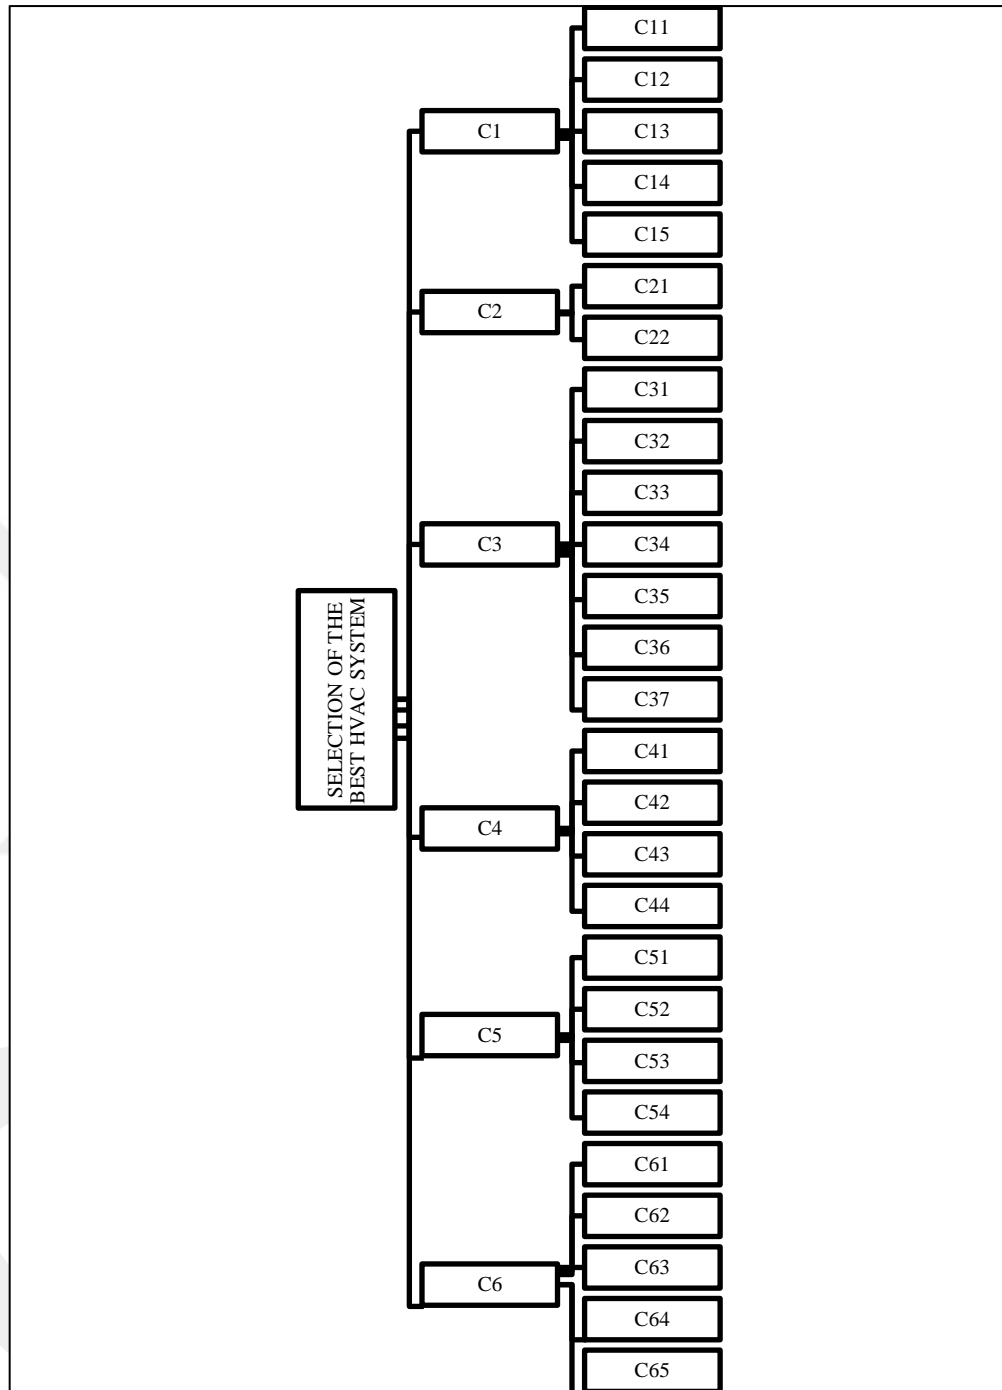 SELECTION OF THE
BEST HVAC SYSTEM
C1
C11
C12
C13
C14
C15
C2
C21
C22
C3
C31
C32
C33
C34
C35
C36
C37
C4
C41
C42
C43
C44
C5
C51
C52
C53
C54
C6
C61
C62
C63
C64
C65